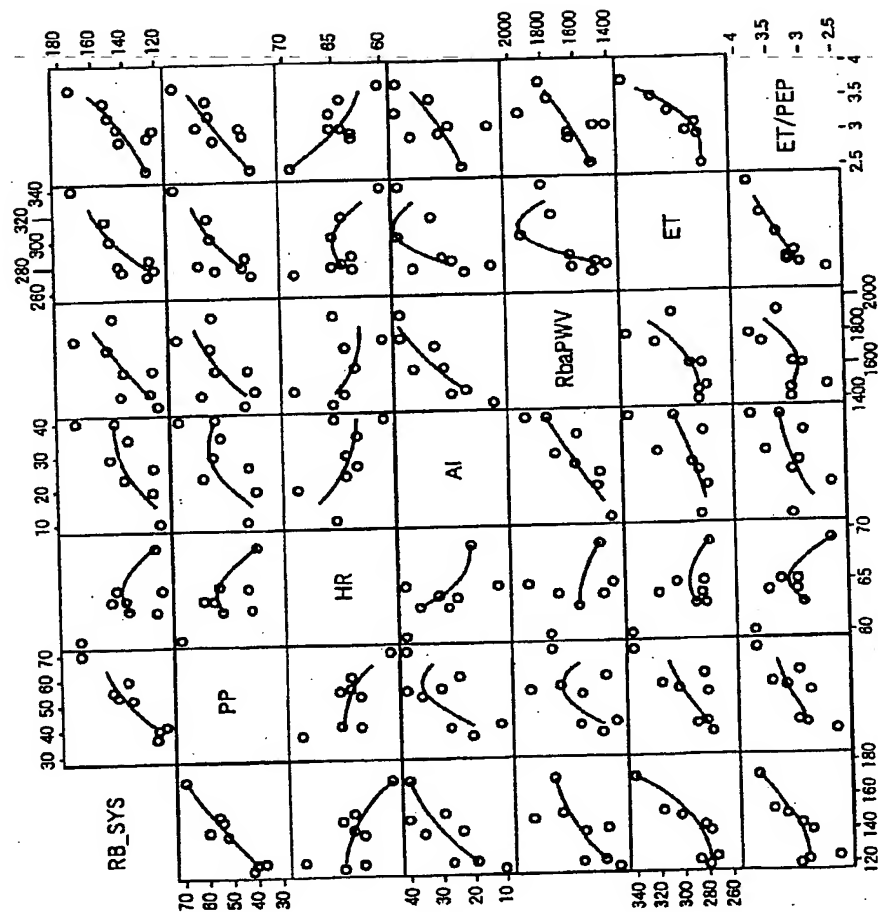 30 40 50 60 70
10 20 30 40
260 280 300 320 340
180 160 140 120
RB_SYS
70 60 50 40 30
PP
70 65 60
HR
40 30 20 10
AI
2000 1800 1600 1400
RbaPWV
340 320 300 280 260
ET
4 3.5 3 2.5
ET/PEP
120 140 160 180
60 65 70
1400 1600 1800 2000
2.5 3 3.5 4